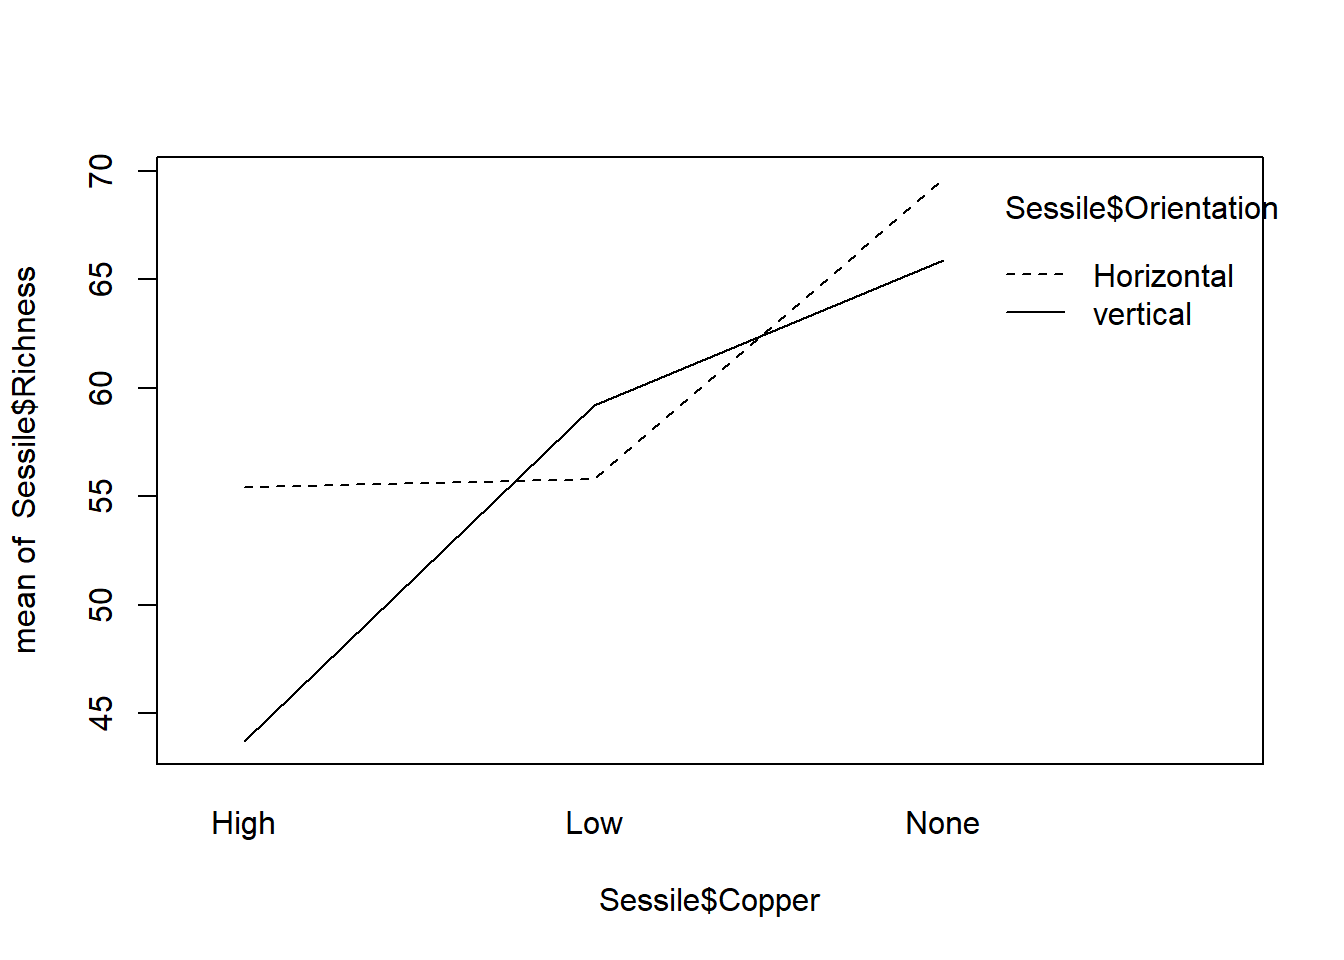 mean of  Sessile$Richness
70
65
60
55
50
45
Sessile$Orientation
Horizontal
vertical
High
Low
None
Sessile$Copper